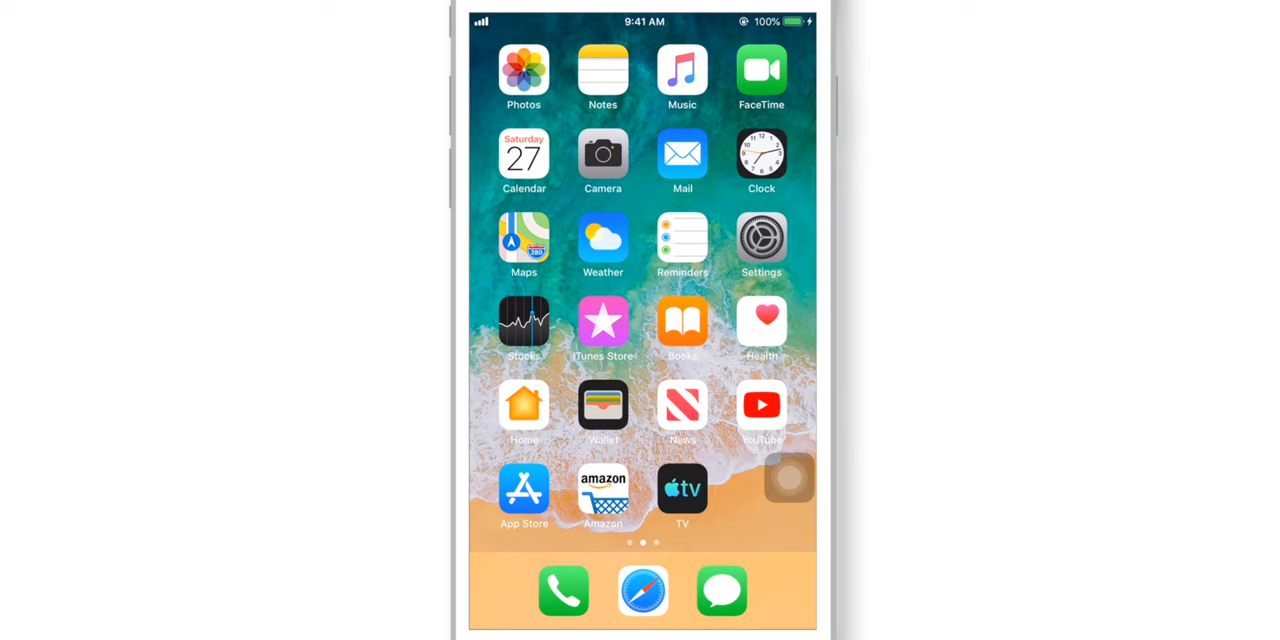 9:41 AM 100%
Photos Notes Music FaceTime
Saturday
27
Calendar Camera Mail Clock
280
Maps Weather Reminders Settings
Stocks iTunes Store Books Health
Home Wallet News YouTube
amazon tv
App Store Amazon TV